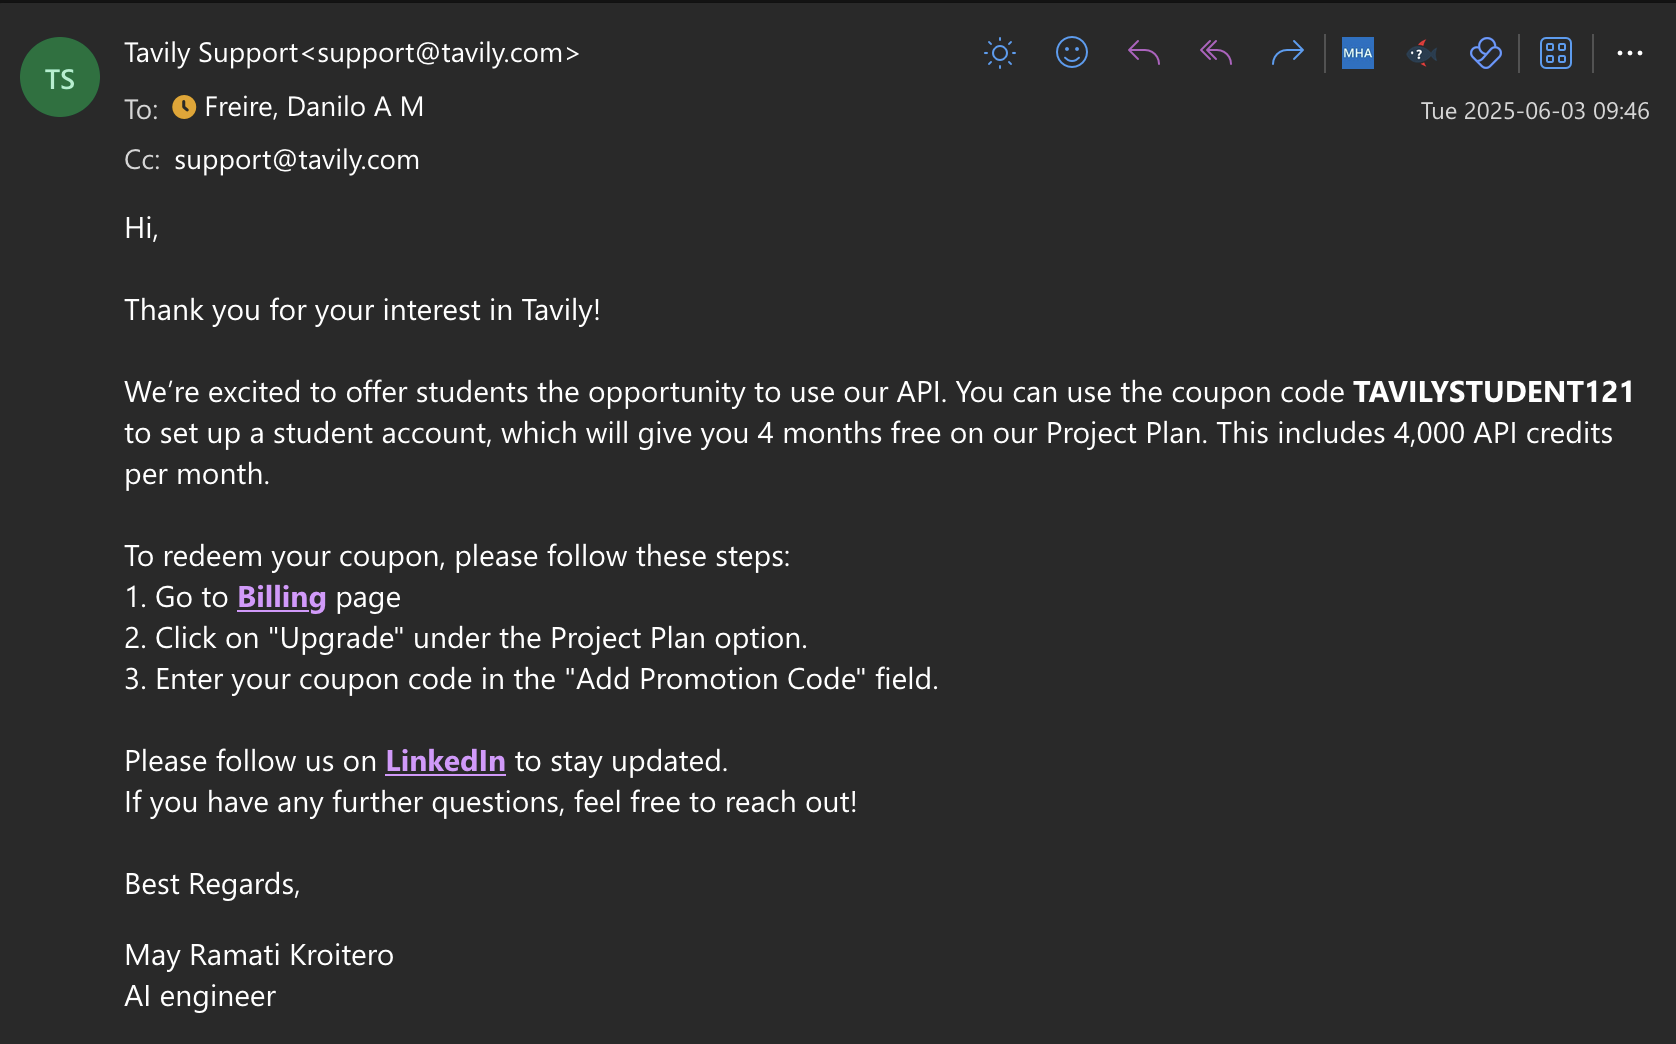 TS
Tavily Support<support@tavily.com>
MHA
?
To: Freire, Danilo A M
Tue 2025-06-03 09:46
Cc: support@tavily.com
Hi,
Thank you for your interest in Tavily!
We’re excited to offer students the opportunity to use our API. You can use the coupon code TAVILYSTUDENT121
to set up a student account, which will give you 4 months free on our Project Plan. This includes 4,000 API credits
per month.
To redeem your coupon, please follow these steps:
1. Go to Billing page
2. Click on "Upgrade" under the Project Plan option.
3. Enter your coupon code in the "Add Promotion Code" field.
Please follow us on LinkedIn to stay updated.
If you have any further questions, feel free to reach out!
Best Regards,
May Ramati Kroitero
AI engineer